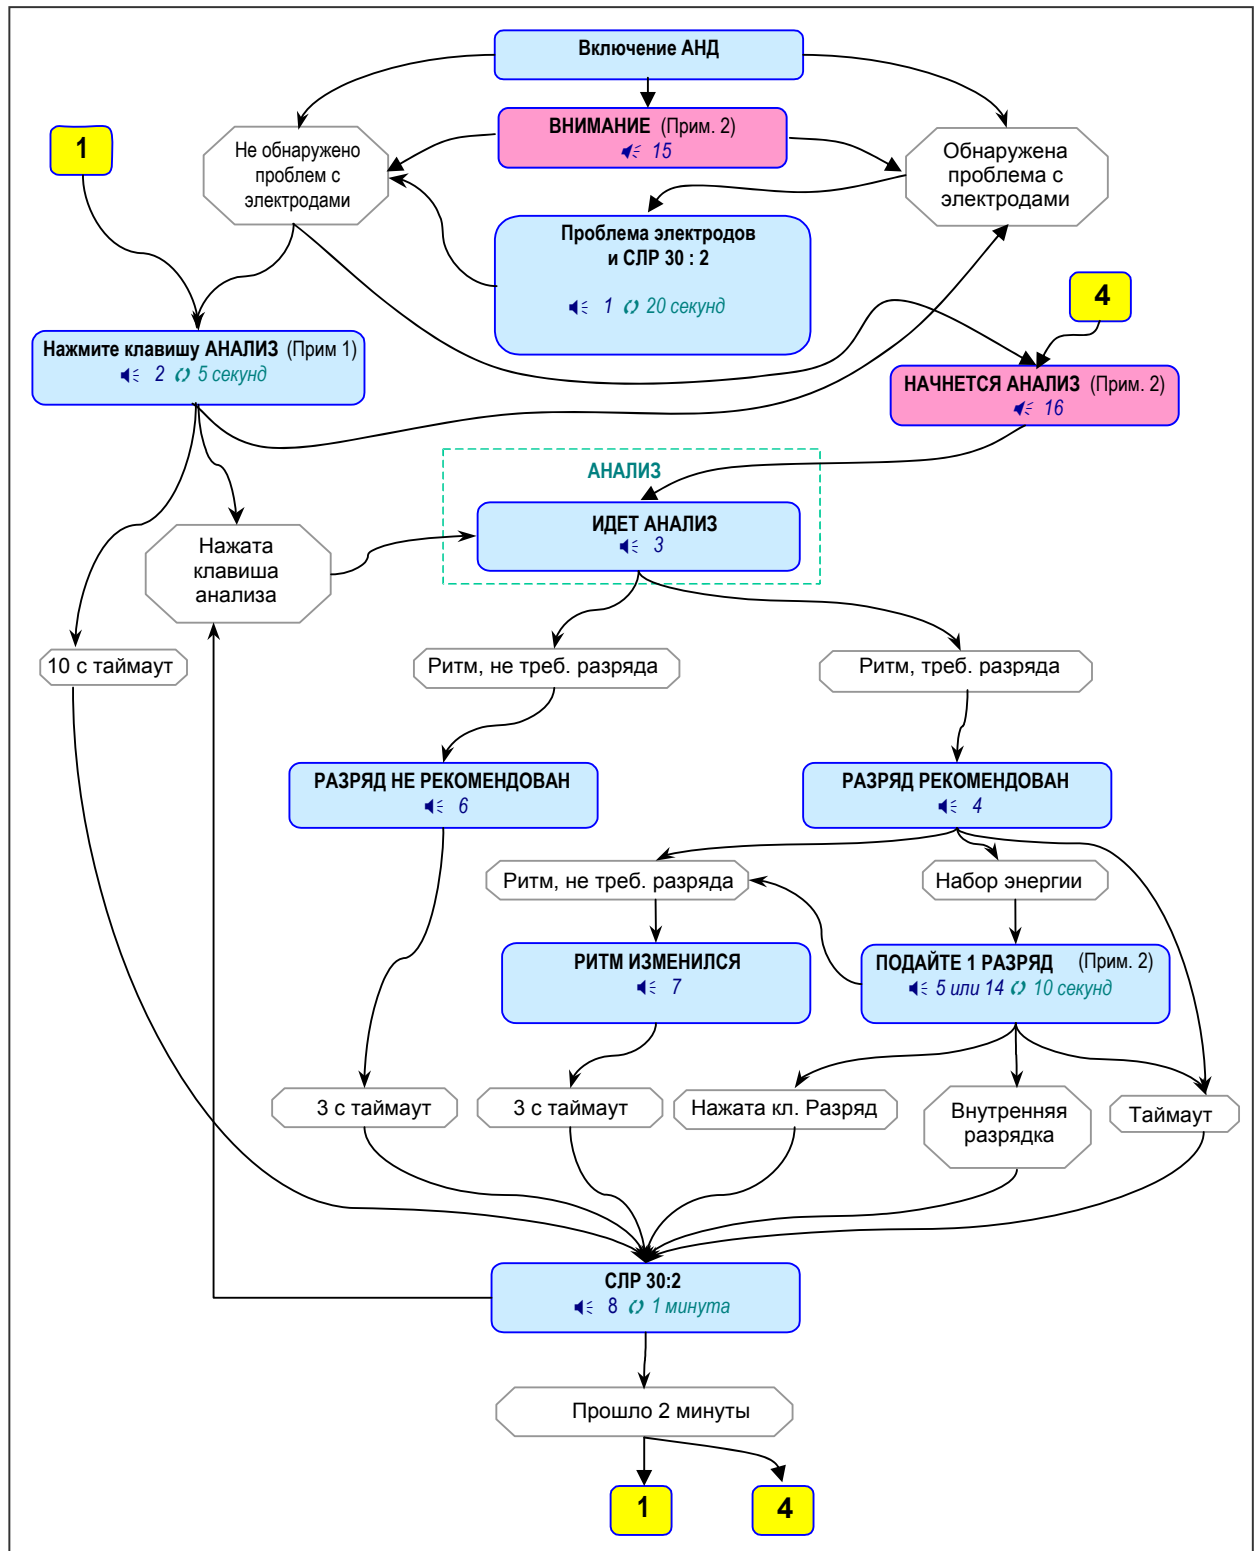 Включение АНД
ВНИМАНИЕ (Прим. 2)
15
1
Не обнаружено
проблем с
электродами
Обнаружена
проблема с
электродами
Проблема электродов
и СЛР 30 : 2
1 20 секунд
4
Нажмите клавишу АНАЛИЗ (Прим 1)
2 5 секунд
НАЧНЕТСЯ АНАЛИЗ (Прим. 2)
16
АНАЛИЗ
ИДЕТ АНАЛИЗ
3
Нажата
клавиша
анализа
10 с таймаут
Ритм, не треб. разряда
Ритм, треб. разряда
РАЗРЯД НЕ РЕКОМЕНДОВАН
6
РАЗРЯД РЕКОМЕНДОВАН
4
Ритм, не треб. разряда
Набор энергии
РИТМ ИЗМЕНИЛСЯ
7
ПОДАЙТЕ 1 РАЗРЯД (Прим. 2)
5 или 14 10 секунд
3 с таймаут
3 с таймаут
Нажата кл. Разряд
Внутренняя
разрядка
Таймаут
СЛР 30:2
8 1 минута
Прошло 2 минуты
1
4